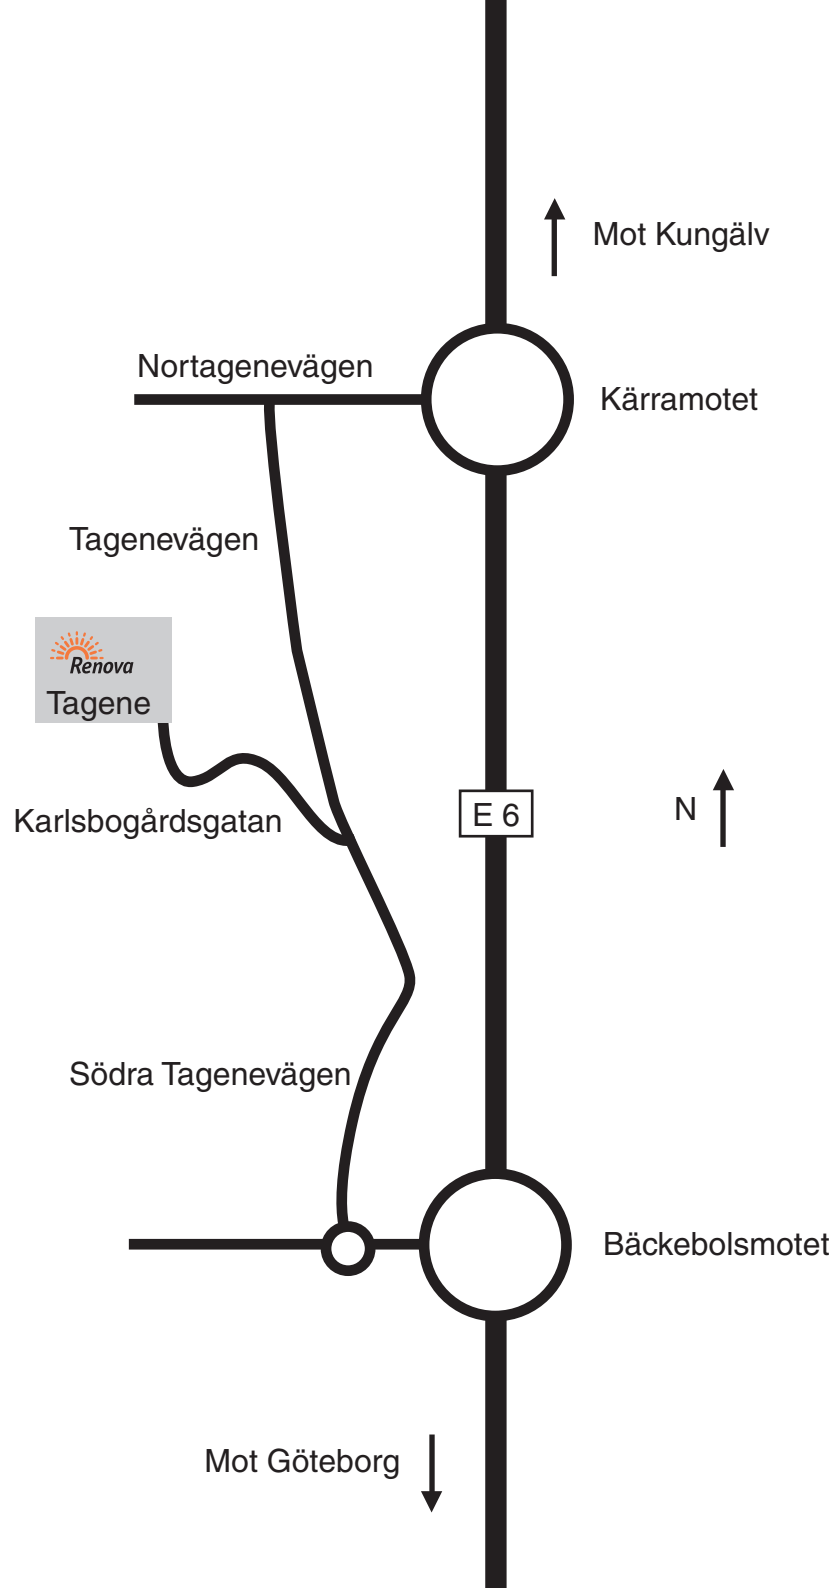 Mot Kungälv
Nortagenevägen
Kärramotet
Tagenevägen
Renova
Tagene
Karlsbogårdsgatan
E 6
N
Södra Tagenevägen
Bäckebolsmotet
Mot Göteborg